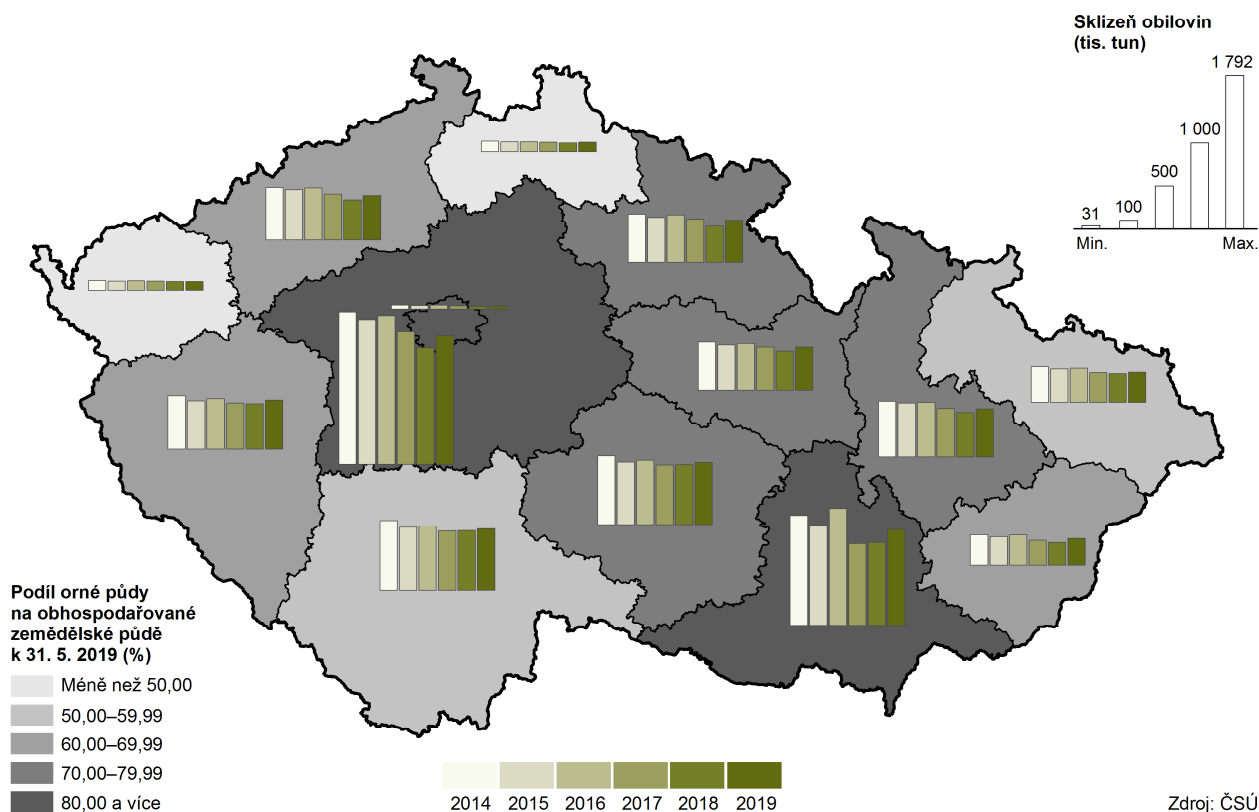 Sklizeň obilovin
(tis. tun)
1 792
1 000
500
100
31
Min.
Max.
Podíl orné půdy
na obhospodařované
zemědělské půdě
k 31. 5. 2019 (%)
Méně než 50,00
50,00–59,99
60,00–69,99
70,00–79,99
80,00 a více
2014 2015 2016 2017 2018 2019
Zdroj: ČSÚ